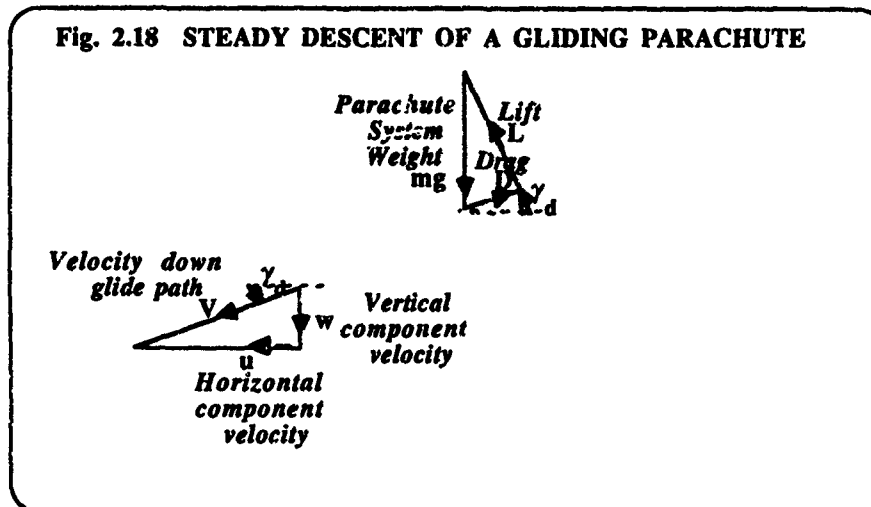 Fig. 2.18 STEADY DESCENT OF A GLIDING PARACHUTE
Parachute
System
Weight
mg
Lift
L
Drag
D
γ
d
Velocity down
glide path
V
γ
d
w
Vertical
component
velocity
u
Horizontal
component
velocity